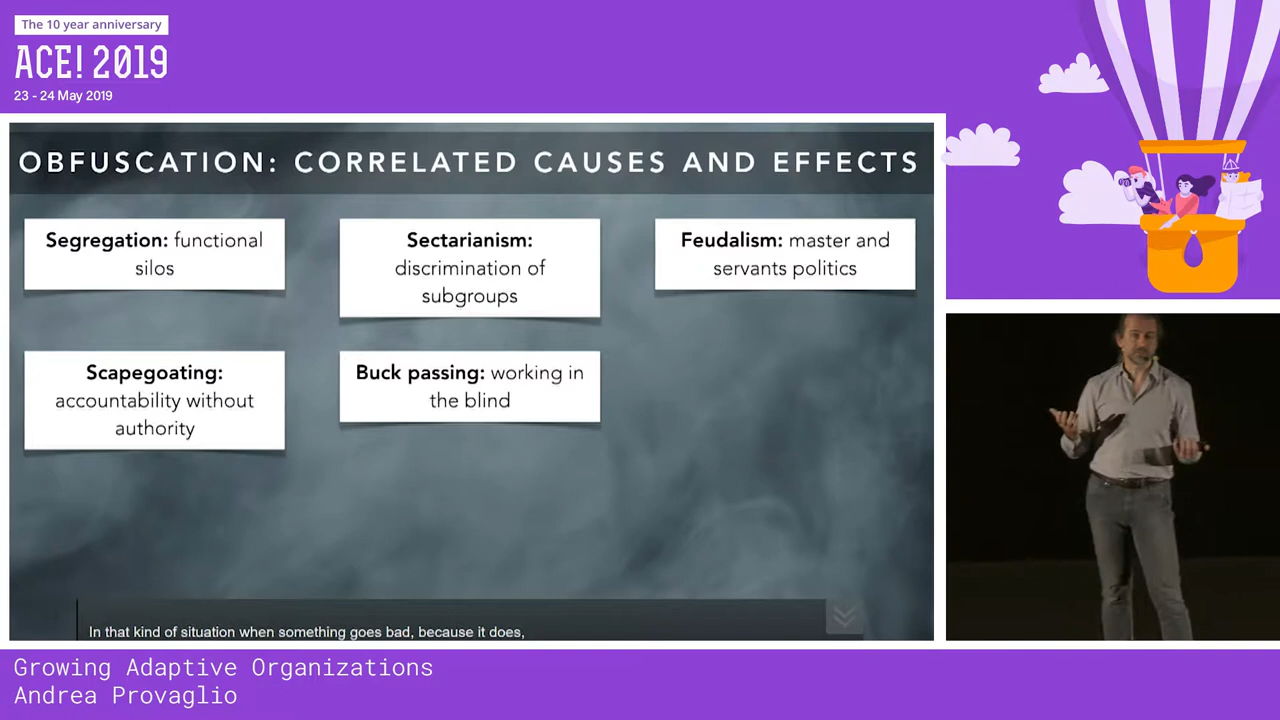 The 10 year anniversary
ACE! 2019
23 - 24 May 2019
OBFUSCATION: CORRELATED CAUSES AND EFFECTS
Segregation: functional
silos
Sectarianism:
discrimination of
subgroups
Feudalism: master and
servants politics
Scapegoating:
accountability without
authority
Buck passing: working in
the blind
In that kind of situation when something goes bad, because it does,
Growing Adaptive Organizations
Andrea Provaglio